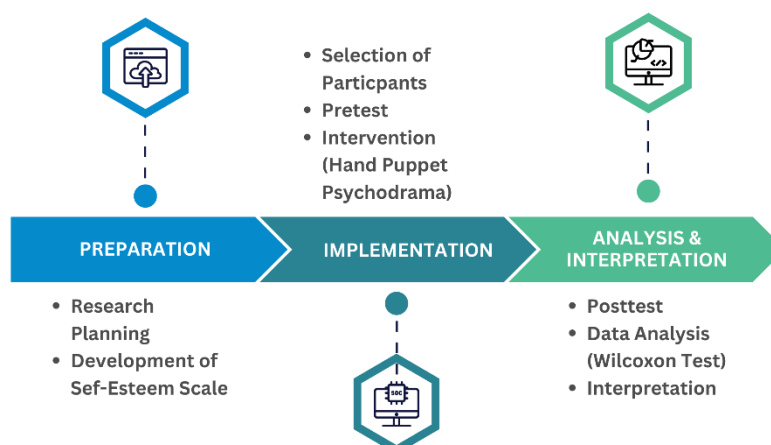 • Selection of
Particpants
• Pretest
• Intervention
(Hand Puppet
Psychodrama)
PREPARATION
IMPLEMENTATION
ANALYSIS &
INTERPRETATION
• Research
Planning
• Development of
Sef-Esteem Scale
SOC
• Posttest
• Data Analysis
(Wilcoxon Test)
• Interpretation